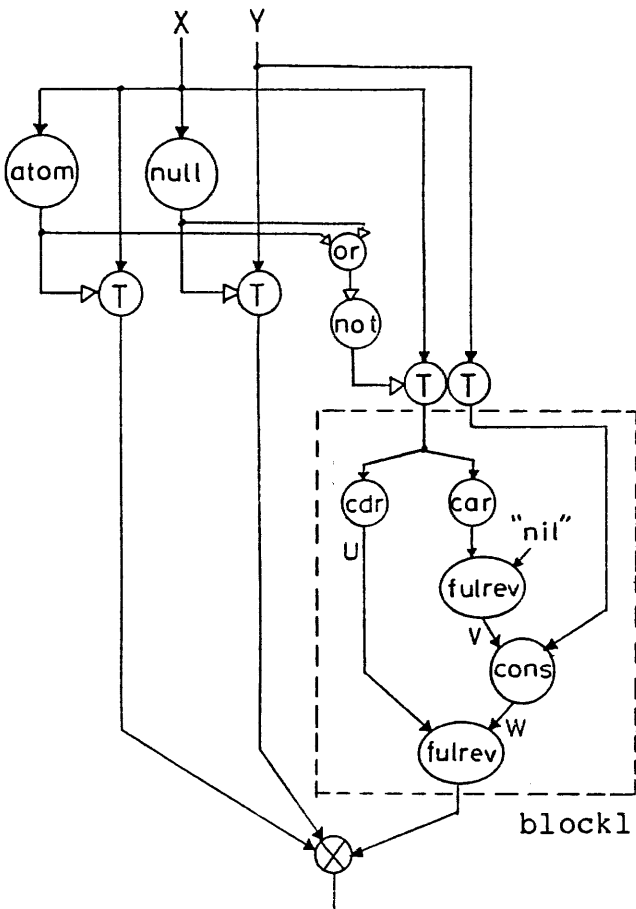 X Y
atom null
or
T T
not
T T
cdr car
"nil"
U
fulrev
V
cons
W
fulrev
block1